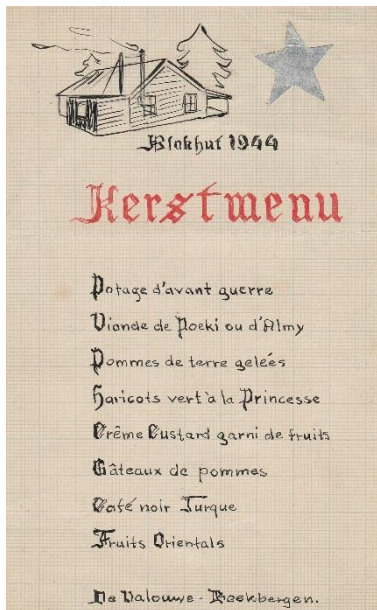 Blokhut 1944
Kerstmenu
Potage d'avant guerre
Viande de Poeki ou d'Almy
Pommes de terre geleés
Haricots vert à la Princesse
Crême Custard garni de fruits
Gâteaux de pommes
Café noir Turque
Fruits Orientals
De Valouwe - Beekbergen.